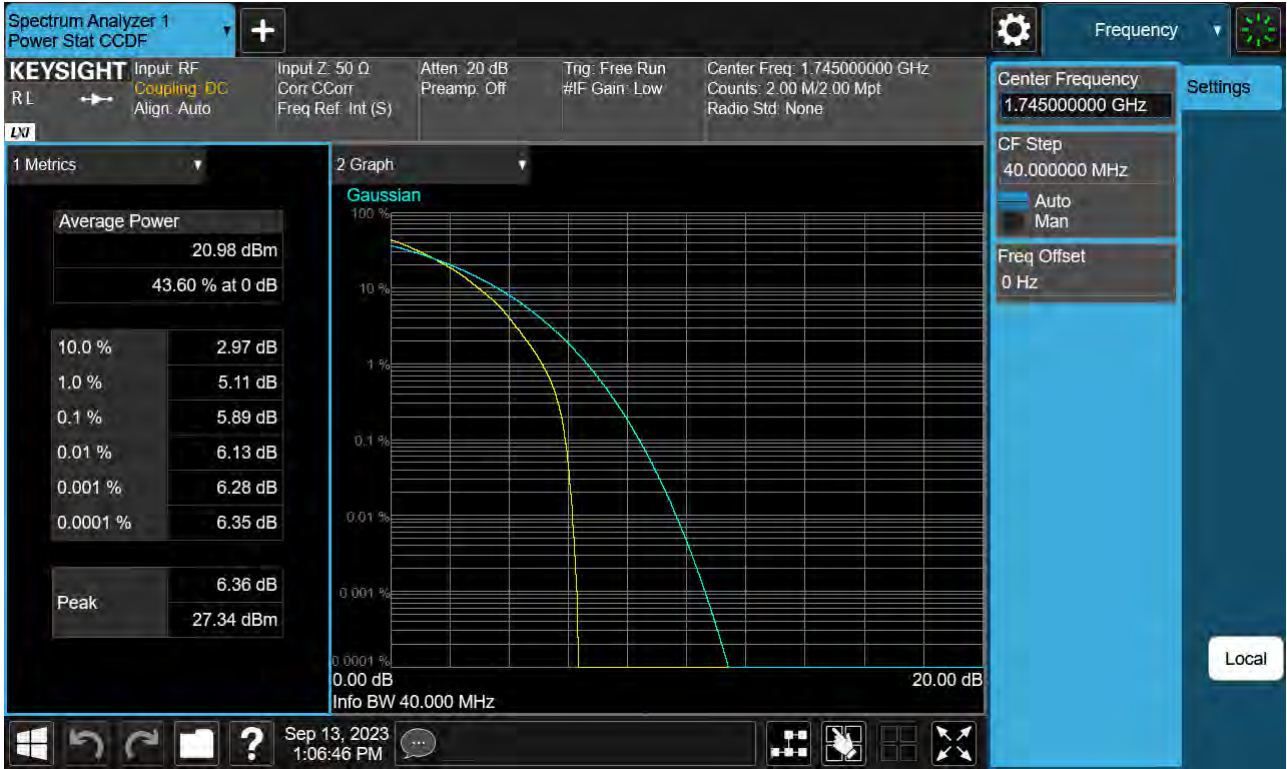 Spectrum Analyzer 1
Power Stat CCDF
Frequency
KEYSIGHT
R L
LXI
Input: RF
Coupling: DC
Align: Auto
Input Z: 50 Ω
Corr CCorr
Freq Ref: Int (S)
Atten: 20 dB
Preamp: Off
Trig: Free Run
#IF Gain: Low
Center Freq: 1.745000000 GHz
Counts: 2.00 M/2.00 Mpt
Radio Std: None
Center Frequency
1.745000000 GHz
Settings
CF Step
40.000000 MHz
Auto
Man
Freq Offset
0 Hz
Local
1 Metrics
Average Power
20.98 dBm
43.60 % at 0 dB
10.0 % 2.97 dB
1.0 % 5.11 dB
0.1 % 5.89 dB
0.01 % 6.13 dB
0.001 % 6.28 dB
0.0001 % 6.35 dB
Peak
6.36 dB
27.34 dBm
2 Graph
Gaussian
100 %
10 %
1 %
0.1 %
0.01 %
0.001 %
0.0001 %
0.00 dB
20.00 dB
Info BW 40.000 MHz
?
Sep 13, 2023
1:06:46 PM